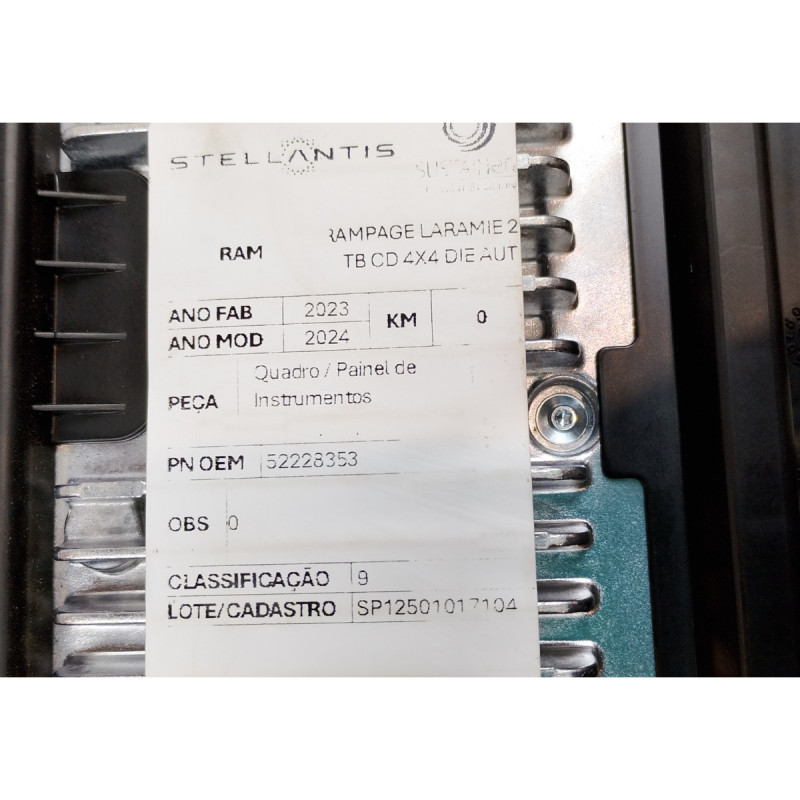 STELLANTIS
RAM
RAMPAGE LARAMIE 2
TB CD 4X4 DIE AUT
ANO FAB 2023
KM 0
ANO MOD 2024
PEÇA Quadro / Painel de
Instrumentos
PN OEM 52228353
OBS 0
CLASSIFICAÇÃO 9
LOTE/CADASTRO SP12501017104